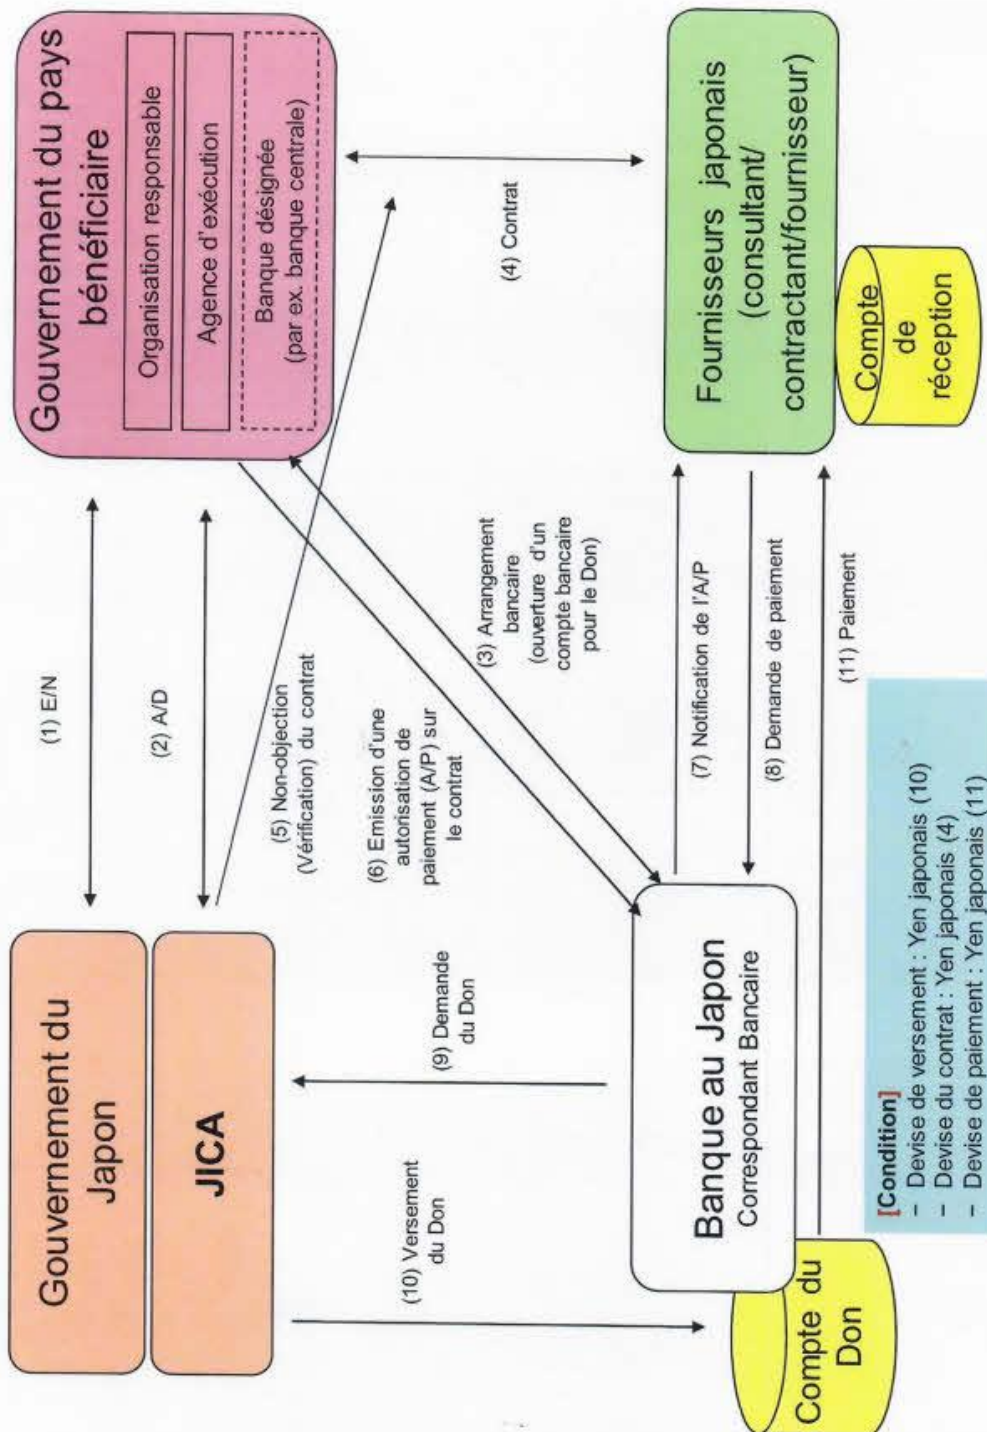 Gouvernement du
Japon
JICA
Gouvernement du pays
bénéficiaire
Organisation responsable
Agence d'exécution
Banque désignée
(par ex. banque centrale)
(1) E/N
(2) A/D
(5) Non-objection
(Vérification) du contrat
(6) Emission d'une
autorisation de
paiement (A/P) sur
le contrat
(3) Arrangement
bancaire
(ouverture d'un
compte bancaire
pour le Don)
(4) Contrat
(10) Versement
du Don
(9) Demande
du Don
Banque au Japon
Correspondant Bancaire
Compte du
Don
(7) Notification de l'A/P
(8) Demande de paiement
(11) Paiement
Fournisseurs japonais
(consultant/
contractant/fournisseur)
Compte
de
réception
[Condition]
– Devise de versement : Yen japonais (10)
– Devise du contrat : Yen japonais (4)
– Devise de paiement : Yen japonais (11)